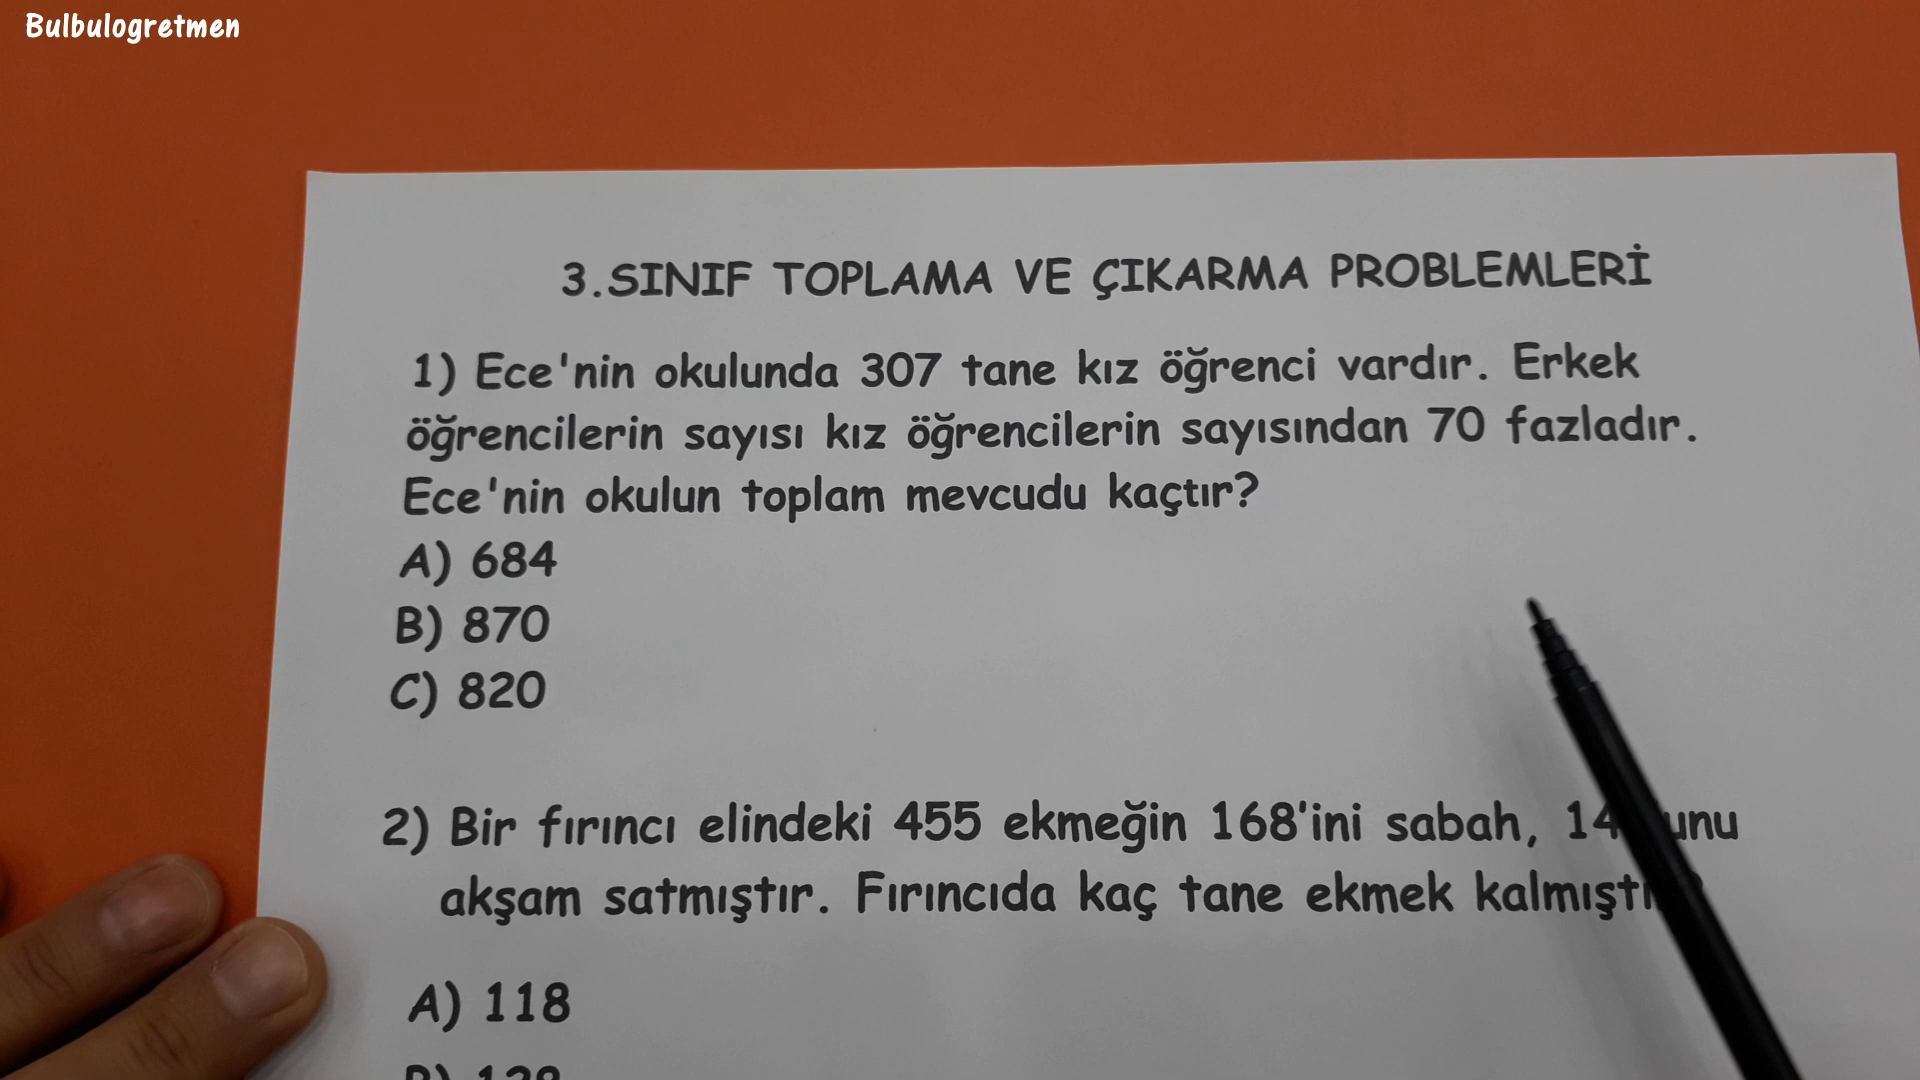 Bulbulogretmen
3.SINIF TOPLAMA VE ÇIKARMA PROBLEMLERİ
1) Ece'nin okulunda 307 tane kız öğrenci vardır. Erkek
öğrencilerin sayısı kız öğrencilerin sayısından 70 fazladır.
Ece'nin okulun toplam mevcudu kaçtır?
A) 684
B) 870
C) 820
2) Bir fırıncı elindeki 455 ekmeğin 168'ini sabah,
akşam satmıştır. Fırıncıda kaç tane ekmek
A) 118